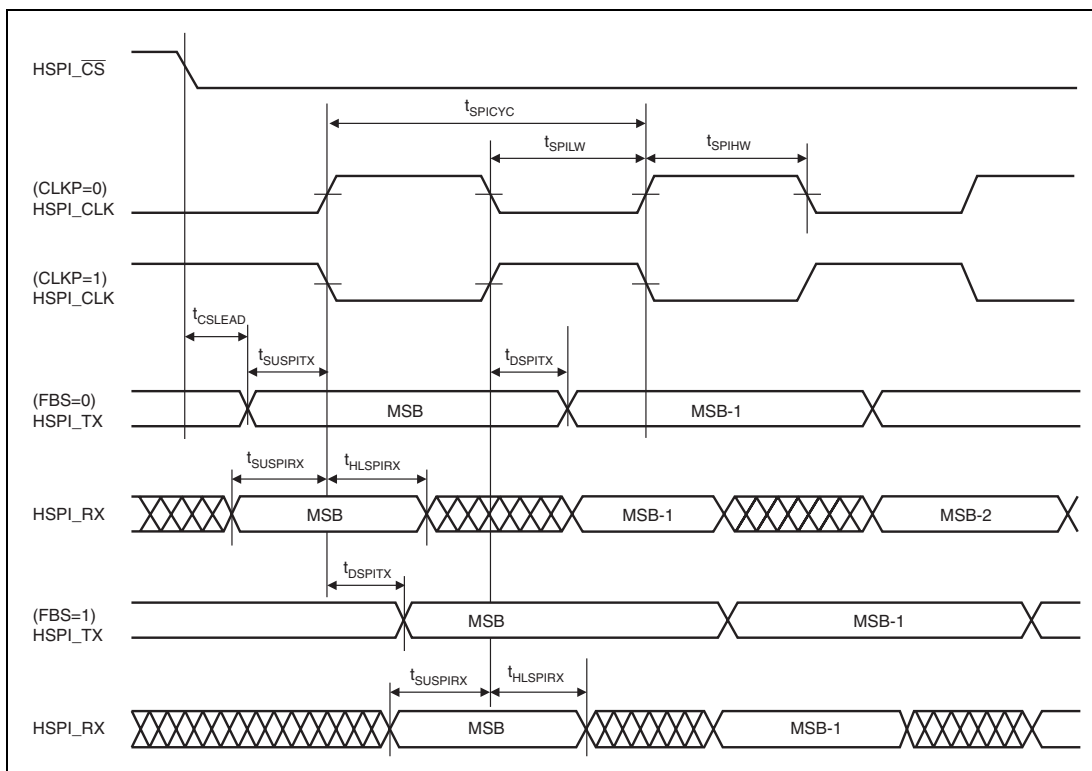 HSPI_CS
tSPICYC
tSPILW
tSPIHW
(CLKP=0)
HSPI_CLK
(CLKP=1)
HSPI_CLK
tCSLEAD
tSUSPITX
tDSPITX
(FBS=0)
HSPI_TX
MSB
MSB-1
tSUSPIRX
tHLSPIRX
HSPI_RX
MSB
MSB-1
MSB-2
tDSPITX
(FBS=1)
HSPI_TX
MSB
MSB-1
tSUSPIRX
tHLSPIRX
HSPI_RX
MSB
MSB-1